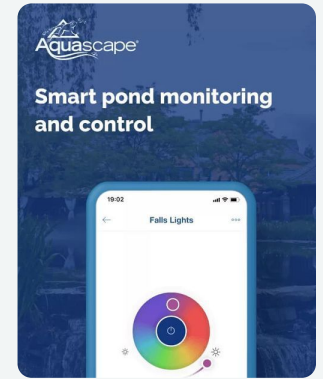 Aquascape®
Smart pond monitoring
and control
19:02
Falls Lights